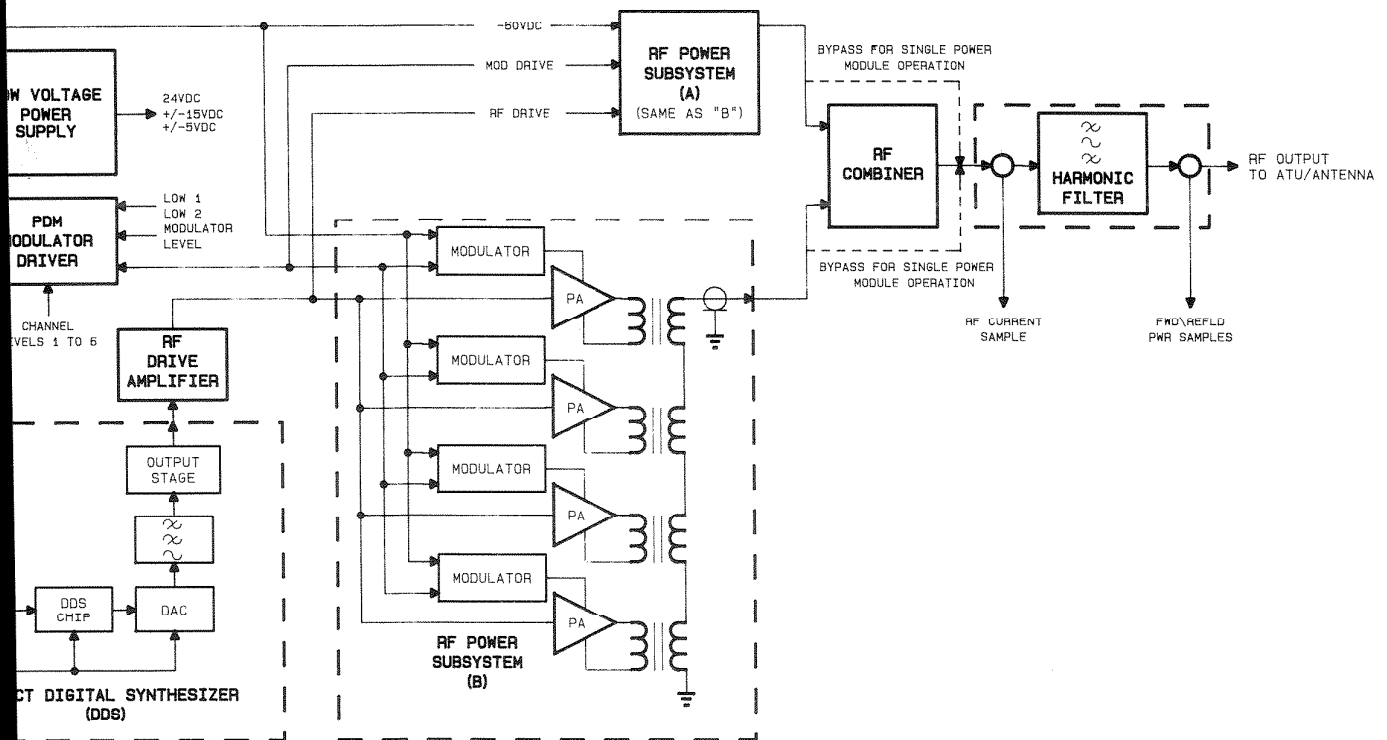 -60VDC
MOD DRIVE
RF DRIVE
RF POWER
SUBSYSTEM
(A)
(SAME AS "B")
BYPASS FOR SINGLE POWER
MODULE OPERATION
W VOLTAGE
POWER
SUPPLY
24VDC
+/-15VDC
+/-5VDC
RF
COMBINER
HARMONIC
FILTER
RF OUTPUT
TO ATU/ANTENNA
PDM
MODULATOR
DRIVER
LOW 1
LOW 2
MODULATOR
LEVEL
CHANNEL
VELS 1 TO 6
BYPASS FOR SINGLE POWER
MODULE OPERATION
RF CURRENT
SAMPLE
FWD\REFLD
PWR SAMPLES
RF
DRIVE
AMPLIFIER
MODULATOR
PA
MODULATOR
PA
MODULATOR
PA
MODULATOR
PA
RF POWER
SUBSYSTEM
(B)
OUTPUT
STAGE
DDS
CHIP
DAC
CT DIGITAL SYNTHESIZER
(DDS)